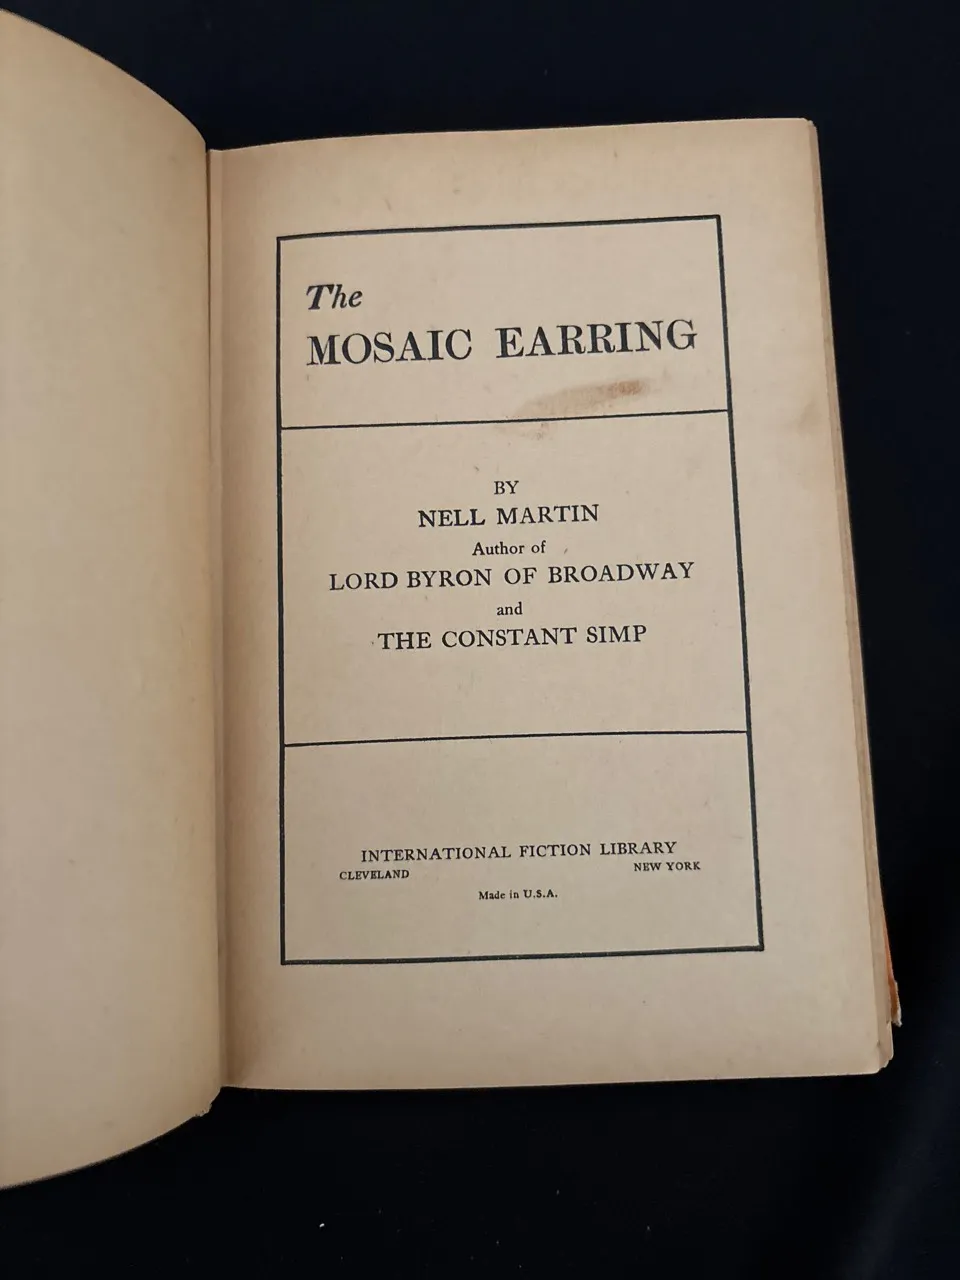 The
MOSAIC EARRING
BY
NELL MARTIN
Author of
LORD BYRON OF BROADWAY
and
THE CONSTANT SIMP
INTERNATIONAL FICTION LIBRARY
CLEVELAND NEW YORK
Made in U.S.A.